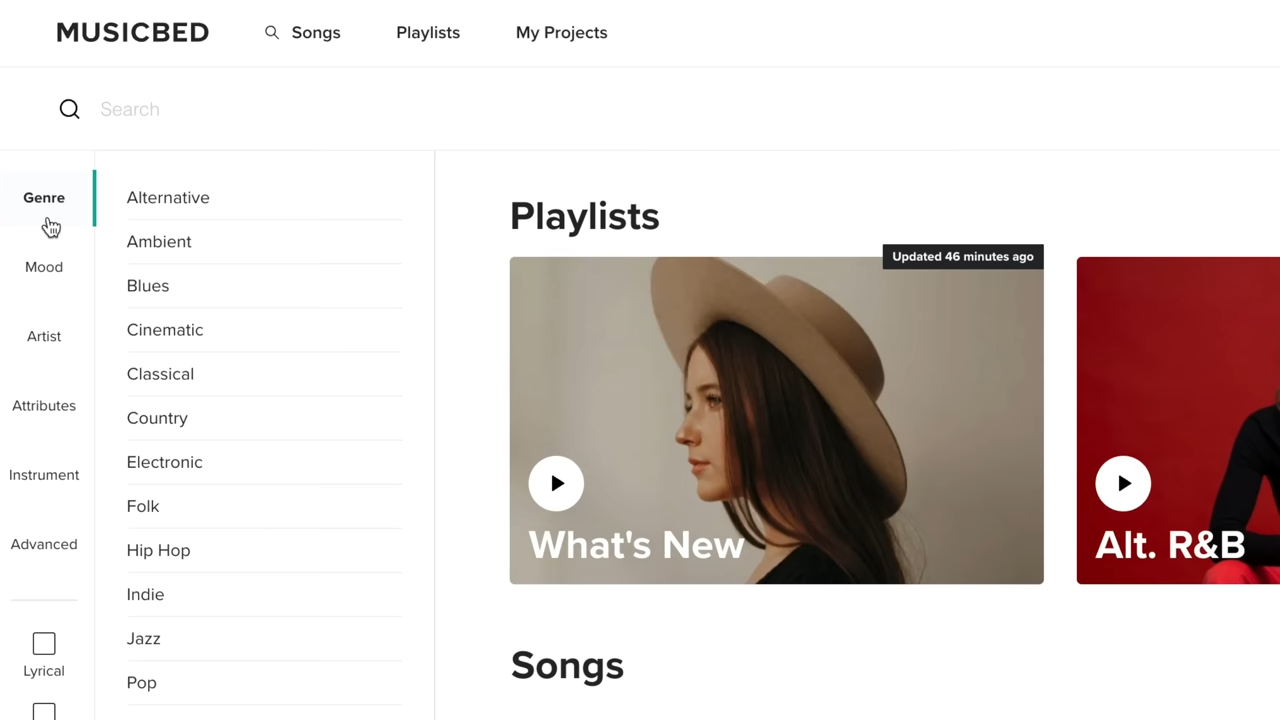 MUSICBED
Songs
Playlists
My Projects
Search
Genre
Mood
Artist
Attributes
Instrument
Advanced
Lyrical
Alternative
Ambient
Blues
Cinematic
Classical
Country
Electronic
Folk
Hip Hop
Indie
Jazz
Pop
Playlists
Updated 46 minutes ago
What's New
Alt. R&B
Songs